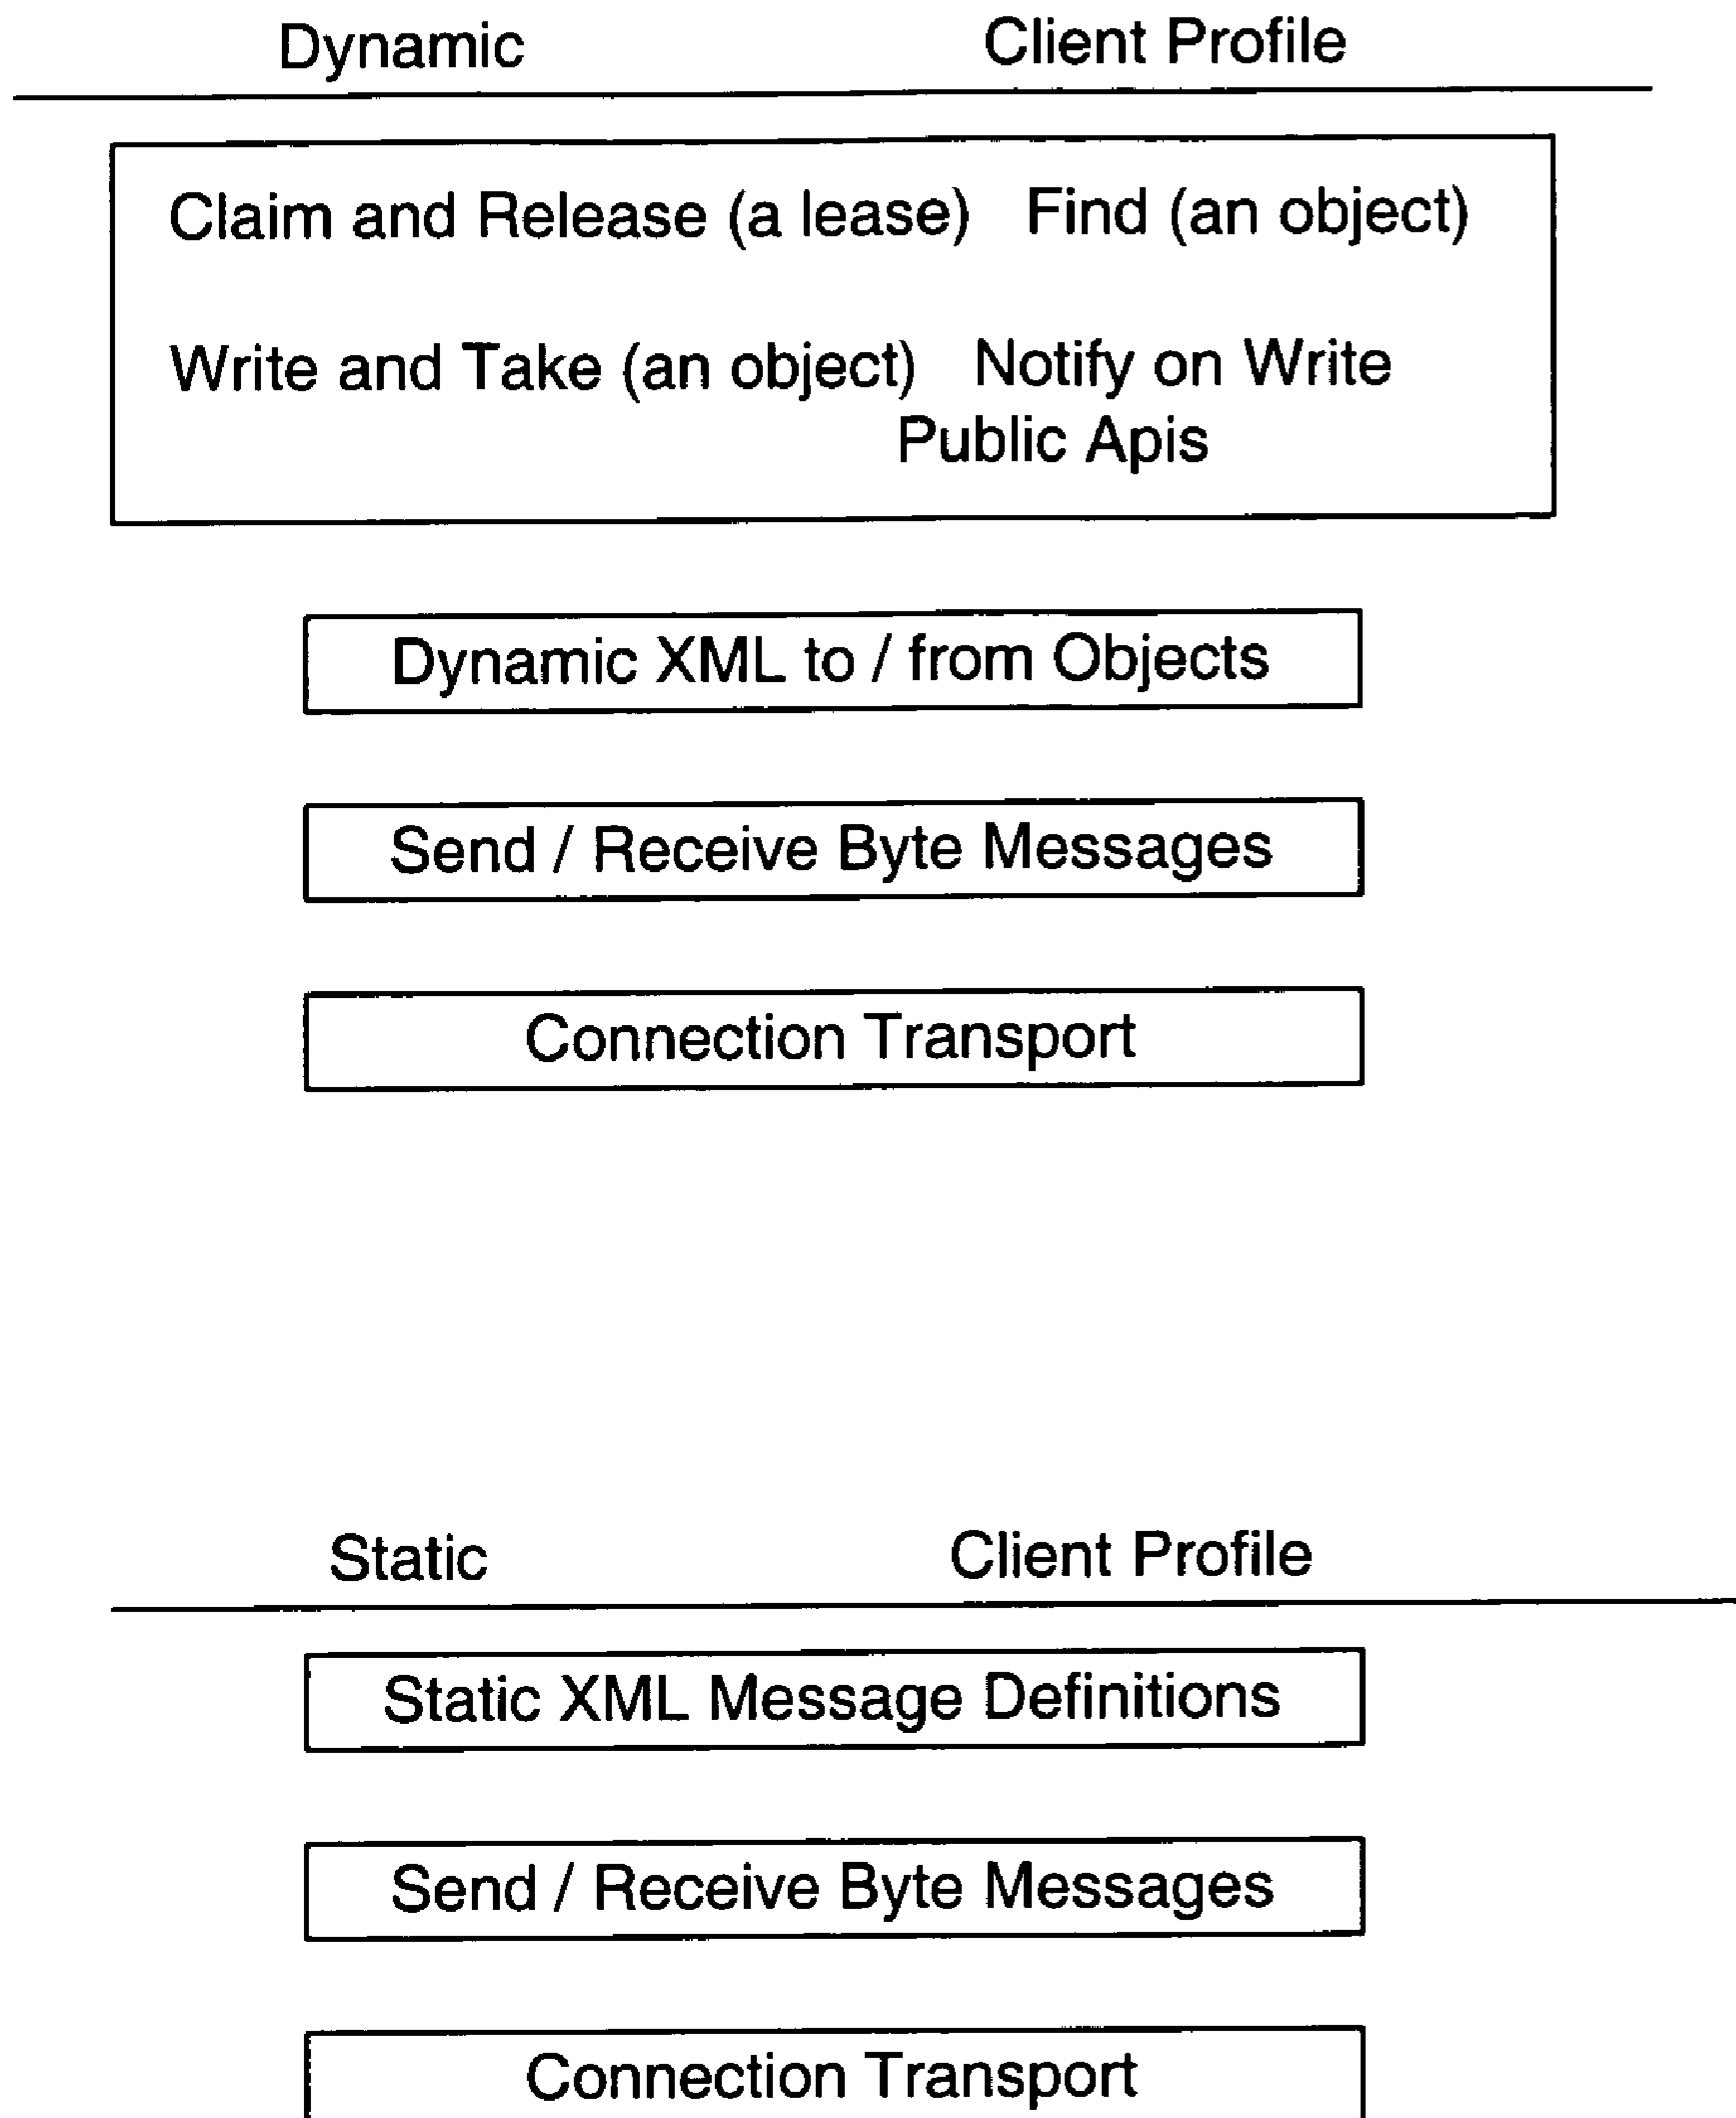 Dynamic Client Profile
Claim and Release (a lease) Find (an object)
Write and Take (an object) Notify on Write
Public Apis
Dynamic XML to / from Objects
Send / Receive Byte Messages
Connection Transport
Static Client Profile
Static XML Message Definitions
Send / Receive Byte Messages
Connection Transport